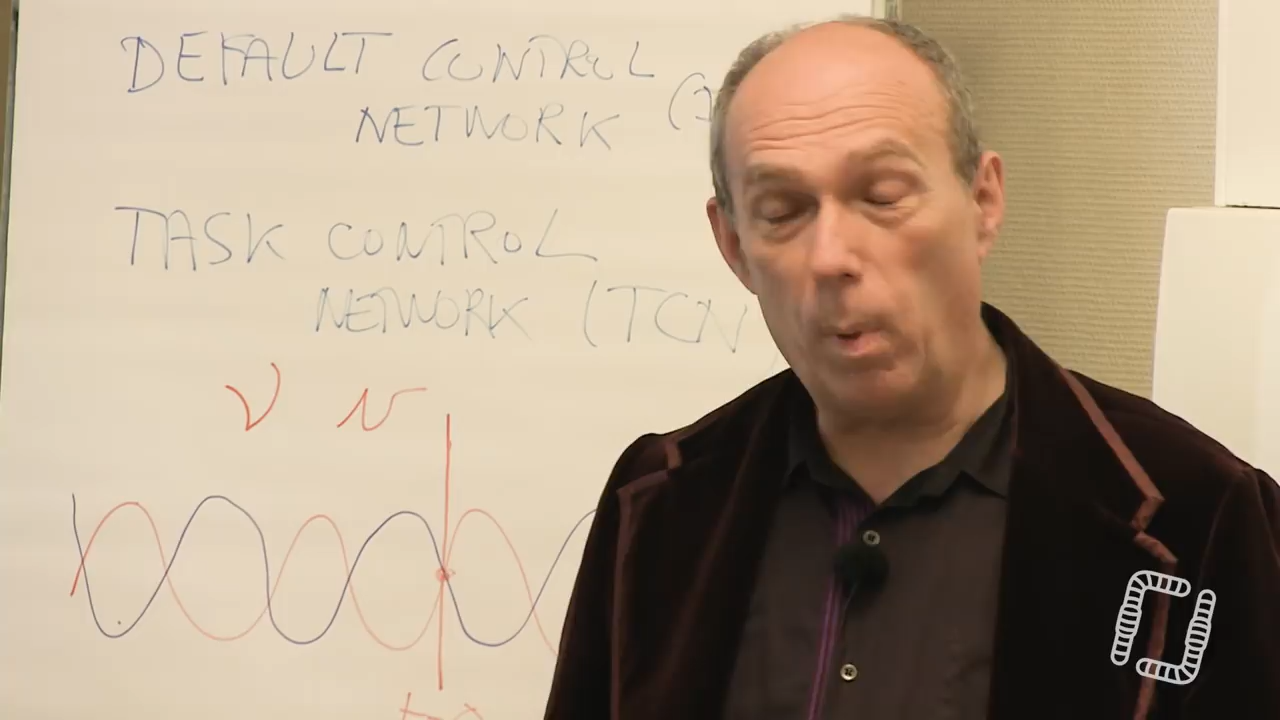 DEFAULT CONTROL
NETWORK (
TASK CONTROL
NETWORK (TCN